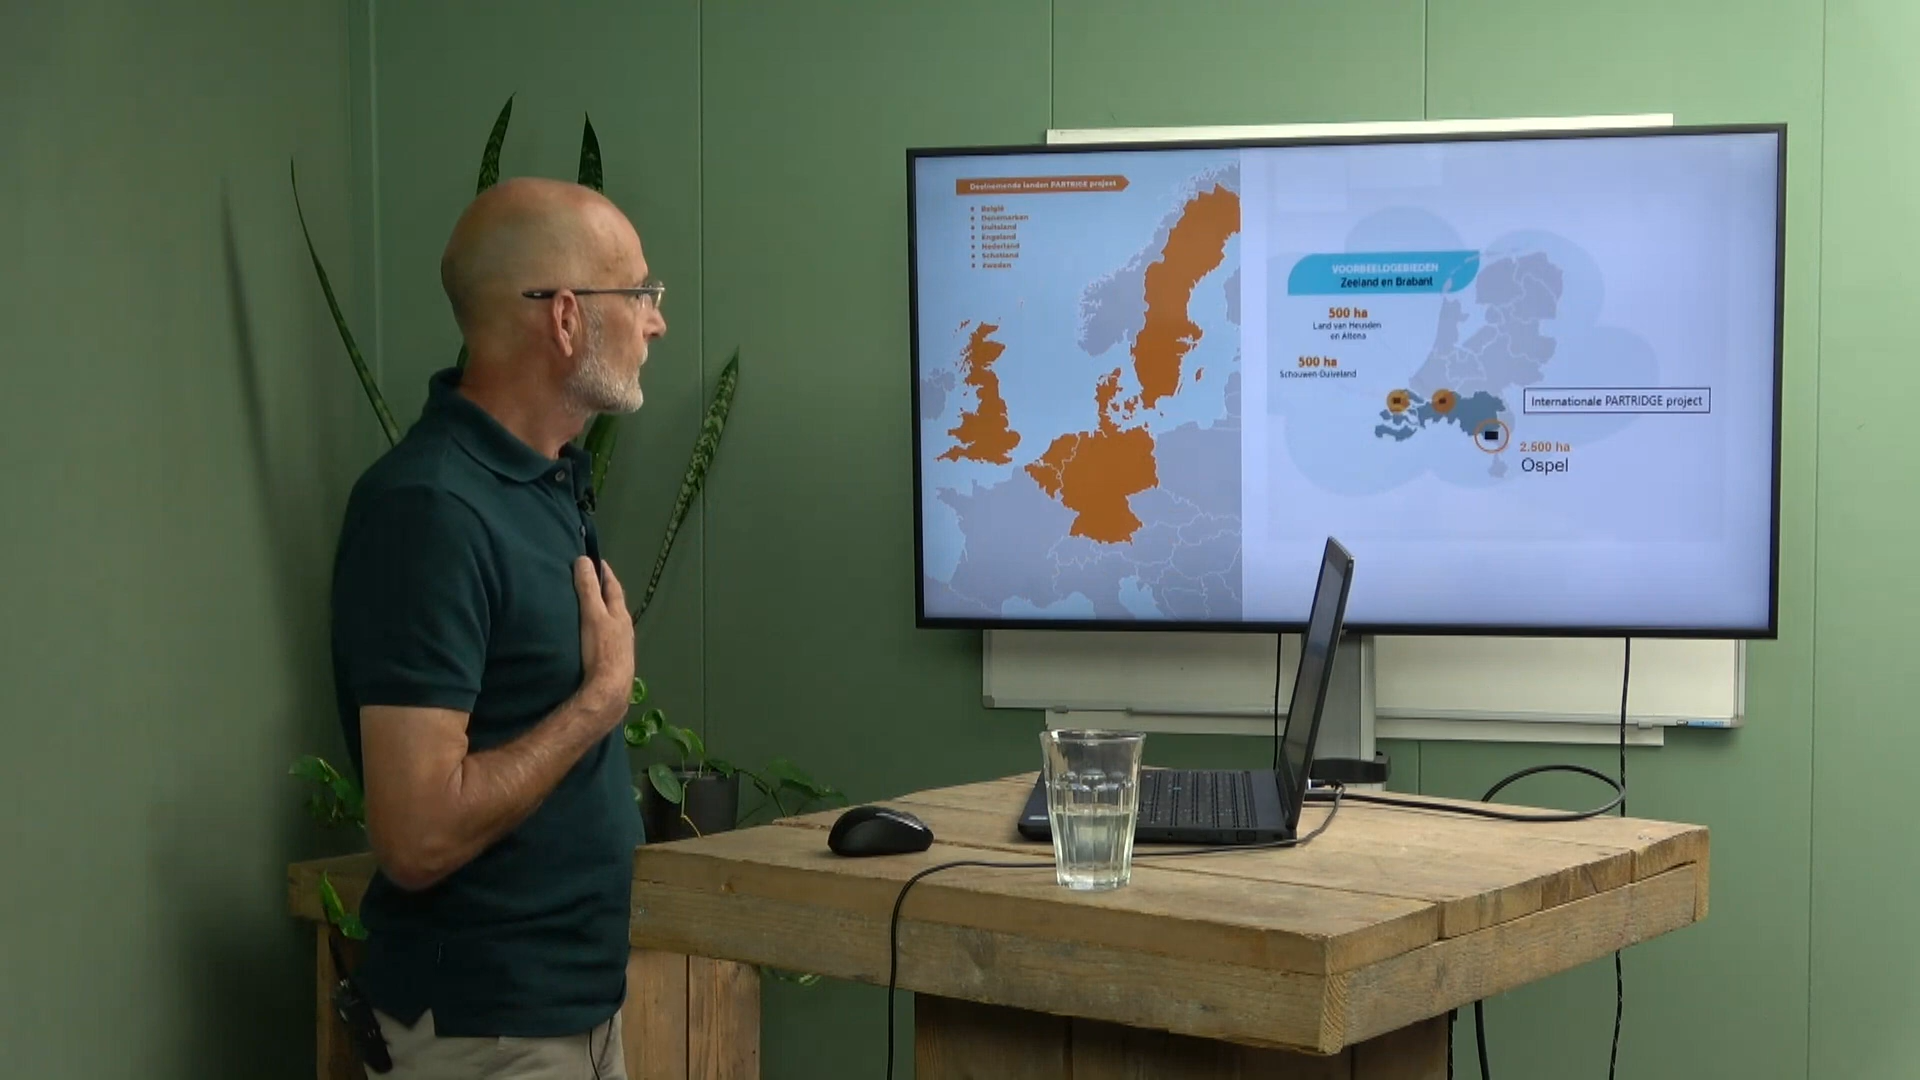 Deelnemende landen PARTRIGE project
België
Denemarken
Duitsland
Engeland
Nederland
Schotland
Zweden
VOORBEELDGEBIEDEN
Zeeland en Brabant
500 ha
Land van Heusden
en Altena
500 ha
Schouwen-Duiveland
Internationale PARTRIDGE project
2.500 ha
Ospel